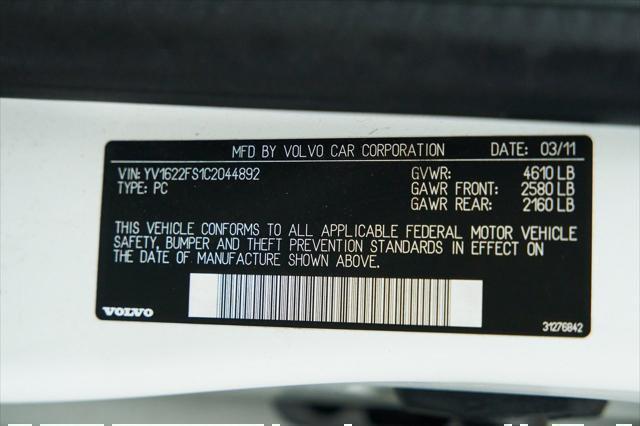 MFD BY VOLVO CAR CORPORATION DATE: 03/11
VIN: YV1622FS1C2044892 GVWR: 4610 LB
TYPE: PC GAWR FRONT: 2580 LB
GAWR REAR: 2160 LB
THIS VEHICLE CONFORMS TO ALL APPLICABLE FEDERAL MOTOR VEHICLE
SAFETY, BUMPER AND THEFT PREVENTION STANDARDS IN EFFECT ON
THE DATE OF MANUFACTURE SHOWN ABOVE.
VOLVO
31276842